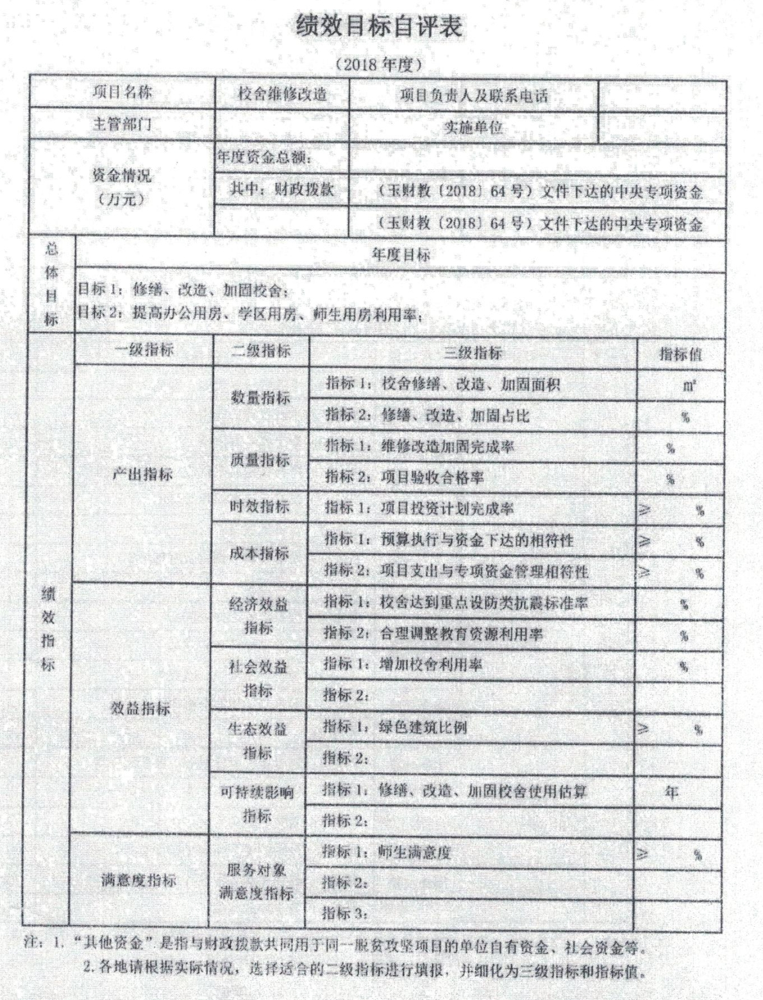 绩效目标自评表
（2018 年度）
项目名称 校舍维修改造 项目负责人及联系电话
主管部门 实施单位
资金情况
（万元）
年度资金总额：
其中：财政拨款 （玉财教〔2018〕64 号）文件下达的中央专项资金
（玉财教〔2018〕64 号）文件下达的中央专项资金
总体目标
年度目标
目标 1：修缮、改造、加固校舍；
目标 2：提高办公用房、学区用房、师生用房利用率；
绩效指标
一级指标 二级指标 三级指标 指标值
产出指标
数量指标
指标 1：校舍修缮、改造、加固面积 ㎡
指标 2：修缮、改造、加固占比 %
质量指标
指标 1：维修改造加固完成率 %
指标 2：项目验收合格率 %
时效指标 指标 1：项目投资计划完成率 ≥ %
成本指标
指标 1：预算执行与资金下达的相符性 ≥ %
指标 2：项目支出与专项资金管理相符性 ≥ %
效益指标
经济效益
指标
指标 1：校舍达到重点设防类抗震标准率 %
指标 2：合理调整教育资源利用率 %
社会效益
指标
指标 1：增加校舍利用率 %
指标 2：
生态效益
指标
指标 1：绿色建筑比例 ≥ %
指标 2：
可持续影响
指标
指标 1：修缮、改造、加固校舍使用估算 年
指标 2：
满意度指标
服务对象
满意度指标
指标 1：师生满意度 ≥ %
指标 2：
指标 3：
注：1.“其他资金”是指与财政拨款共同用于同一脱贫攻坚项目的单位自有资金、社会资金等。
2.各地请根据实际情况，选择适合的二级指标进行填报，并细化为三级指标和指标值。